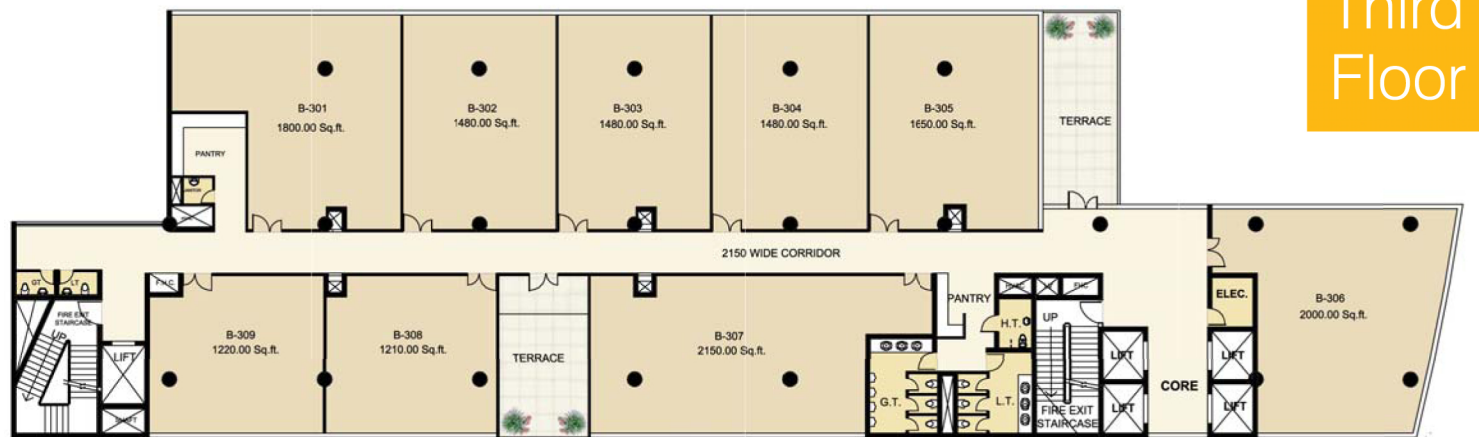 Third
Floor
B-301
1800.00 Sq.ft.
B-302
1480.00 Sq.ft.
B-303
1480.00 Sq.ft.
B-304
1480.00 Sq.ft.
B-305
1650.00 Sq.ft.
TERRACE
PANTRY
2150 WIDE CORRIDOR
GT.
LT
F.H.C.
FIRE EXIT
STAIRCASE
UP
LIFT
B-309
1220.00 Sq.ft.
B-308
1210.00 Sq.ft.
TERRACE
B-307
2150.00 Sq.ft.
PANTRY
H.T.
G.T.
L.T.
FHC
UP
FIRE EXIT
STAIRCASE
LIFT
LIFT
CORE
LIFT
LIFT
ELEC.
B-306
2000.00 Sq.ft.